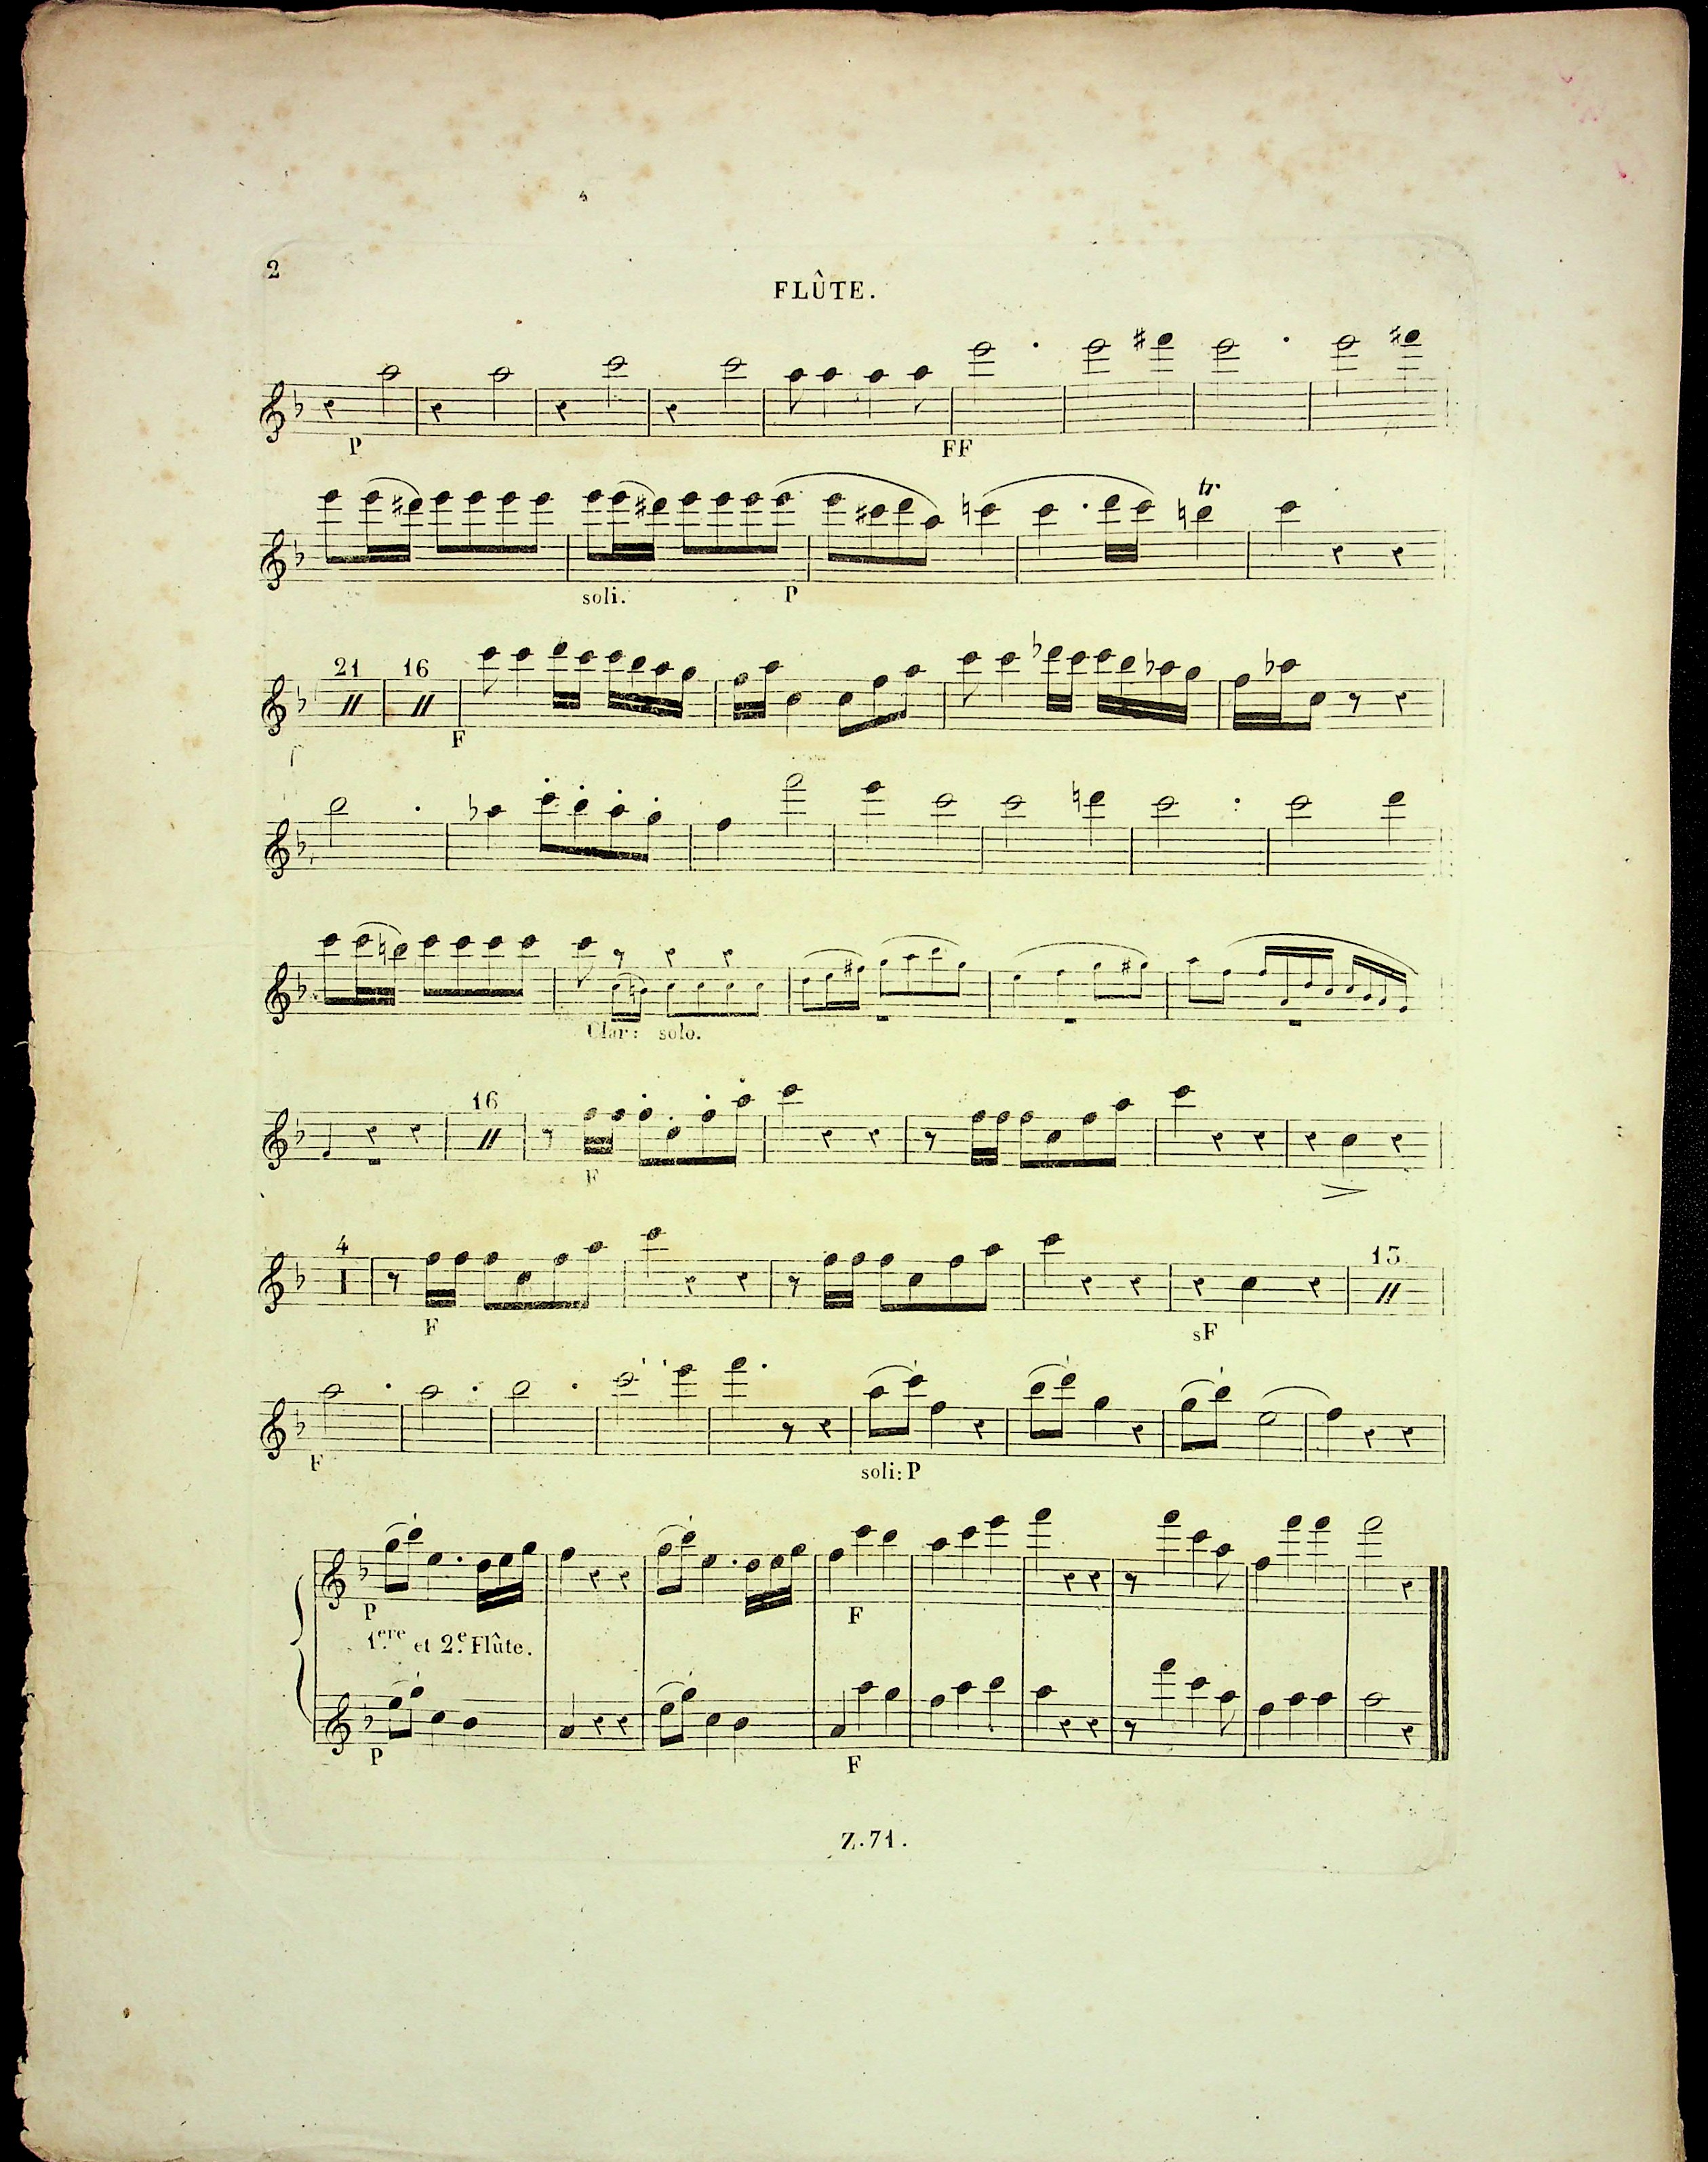 2
FLÛTE.
P FF
tr.
soli. P
21 16
F
Clar: solo.
16
F
4 13
F sF
F soli: P
P F
1.ere et 2.e Flûte.
P F
Z.71.